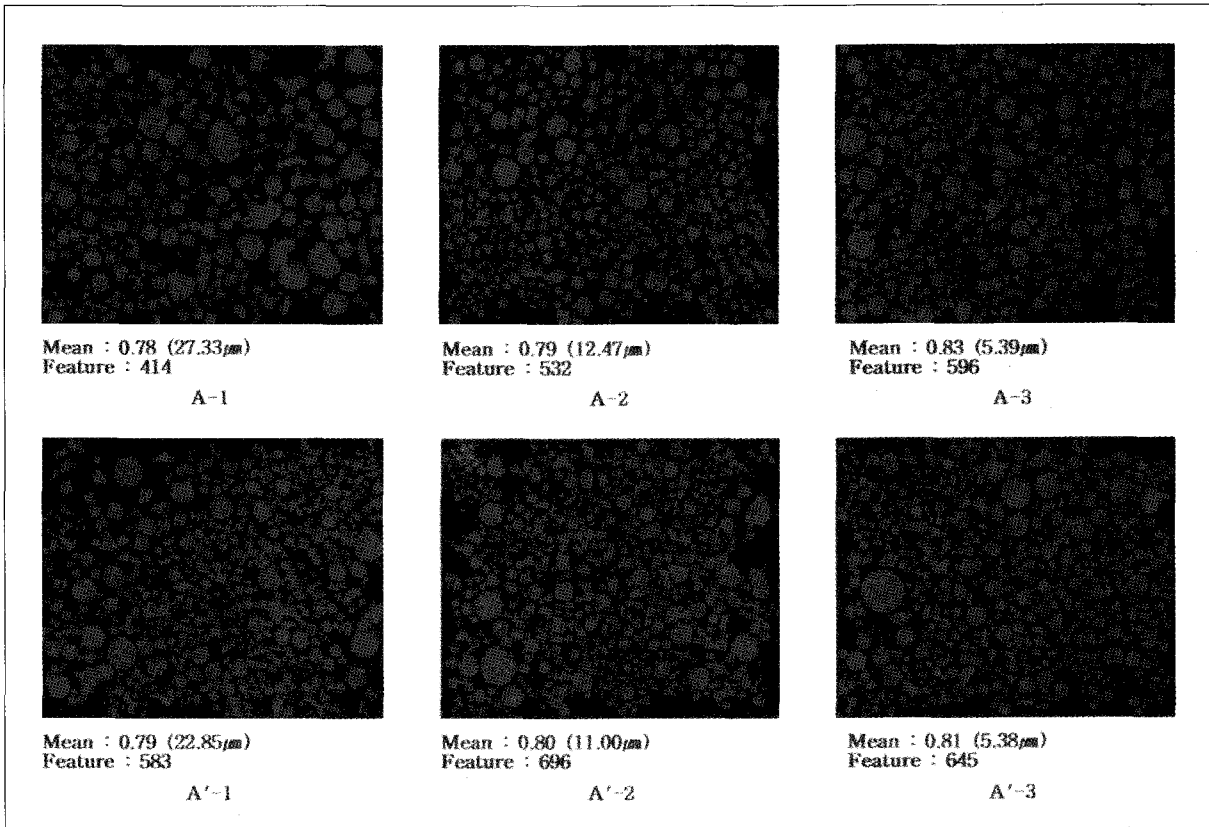 Mean : 0.78 (27.33㎛)
Feature : 414
A-1
Mean : 0.79 (12.47㎛)
Feature : 532
A-2
Mean : 0.83 (5.39㎛)
Feature : 596
A-3
Mean : 0.79 (22.85㎛)
Feature : 583
A′-1
Mean : 0.80 (11.00㎛)
Feature : 696
A′-2
Mean : 0.81 (5.38㎛)
Feature : 645
A′-3